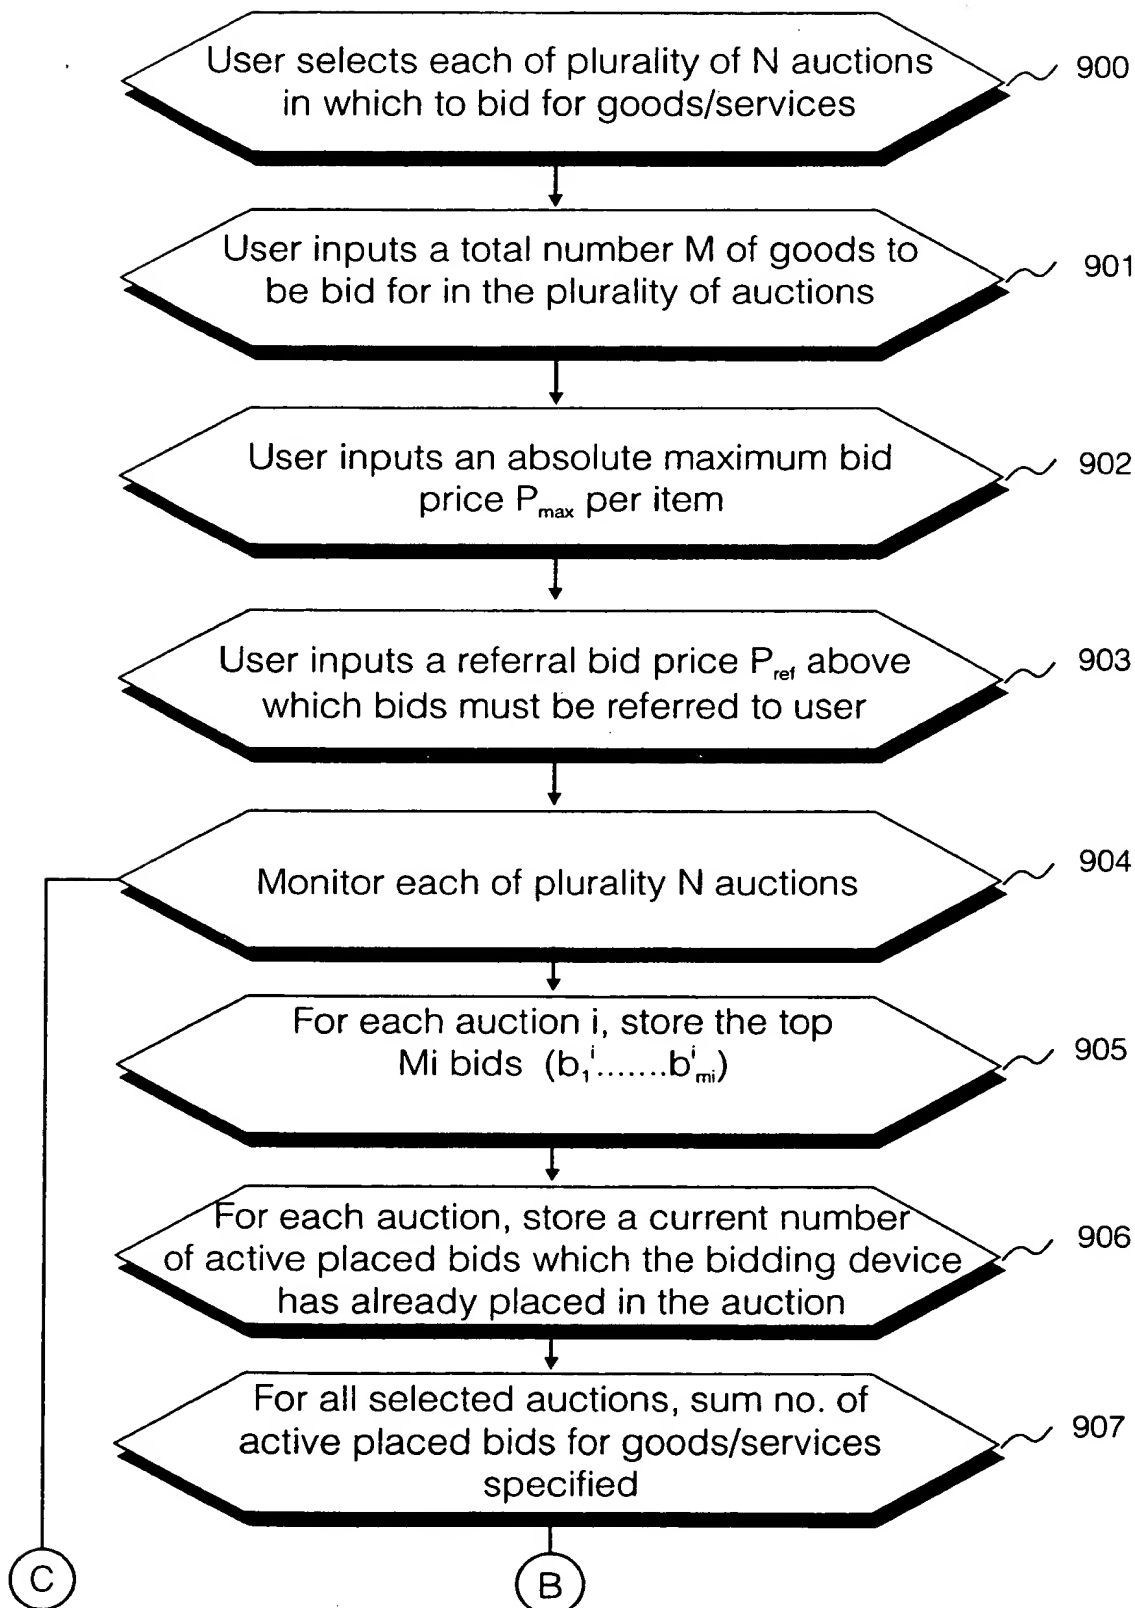 User selects each of plurality of N auctions
in which to bid for goods/services
900
User inputs a total number M of goods to
be bid for in the plurality of auctions
901
User inputs an absolute maximum bid
price Pmax per item
902
User inputs a referral bid price Pref above
which bids must be referred to user
903
Monitor each of plurality N auctions
904
For each auction i, store the top
Mi bids (b₁ⁱ.......bⁱmi)
905
For each auction, store a current number
of active placed bids which the bidding device
has already placed in the auction
906
For all selected auctions, sum no. of
active placed bids for goods/services
specified
907
C
B